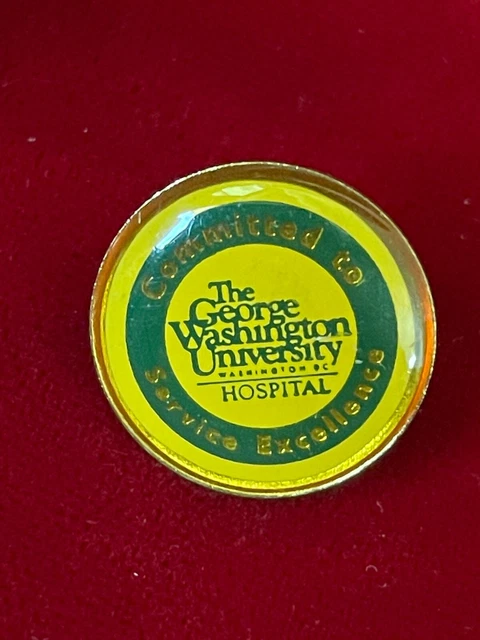 Committed to
The
George
Washington
University
WASHINGTON DC
HOSPITAL
Service Excellence